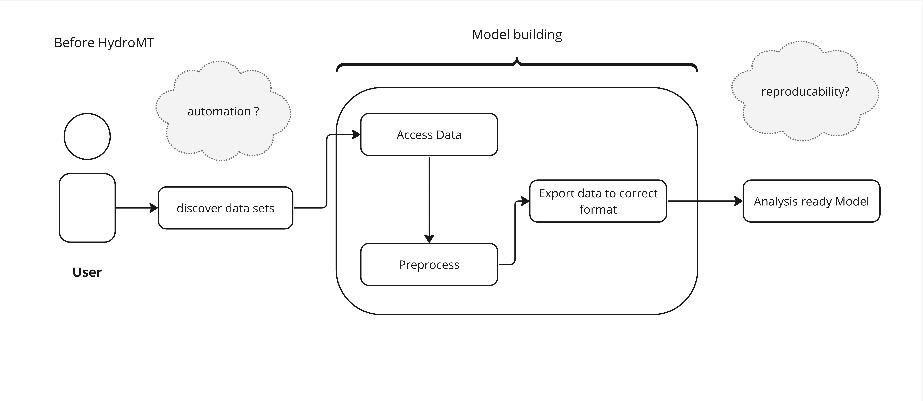 Before HydroMT
Model building
automation ?
reproducability?
Access Data
discover data sets
Export data to correct
format
Analysis ready Model
Preprocess
User